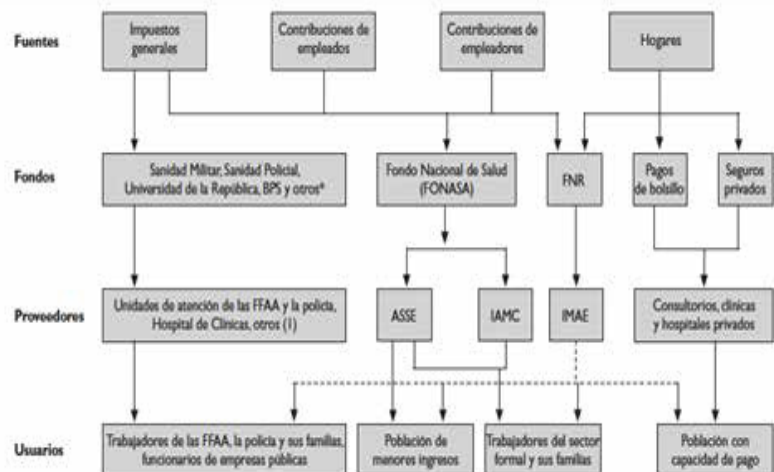 Fuentes
Impuestos
generales
Contribuciones de
empleados
Contribuciones de
empleadores
Hogares
Fondos
Sanidad Militar, Sanidad Policial,
Universidad de la República, BPS y otros*
Fondo Nacional de Salud
(FONASA)
FNR
Pagos
de bolsillo
Seguros
privados
Proveedores
Unidades de atención de las FFAA y la policía,
Hospital de Clínicas, otros (1)
ASSE
IAMC
IMAE
Consultorios, clínicas
y hospitales privados
Usuarios
Trabajadores de las FFAA, la policía y sus familias,
funcionarios de empresas públicas
Población de
menores ingresos
Trabajadores del sector
formal y sus familias
Población con
capacidad de pago